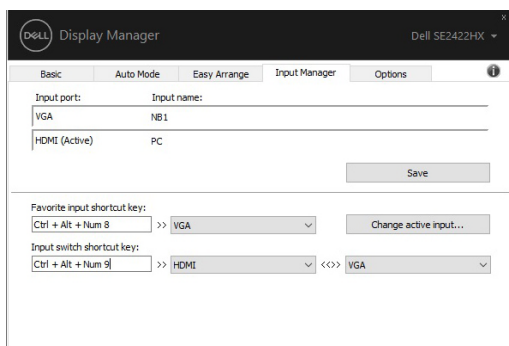 DELL Display Manager Dell SE2422HX
Basic Auto Mode Easy Arrange Input Manager Options
Input port: Input name:
VGA NB1
HDMI (Active) PC
Save
Favorite input shortcut key:
Ctrl + Alt + Num 8 >> VGA Change active input...
Input switch shortcut key:
Ctrl + Alt + Num 9 >> HDMI <<>> VGA